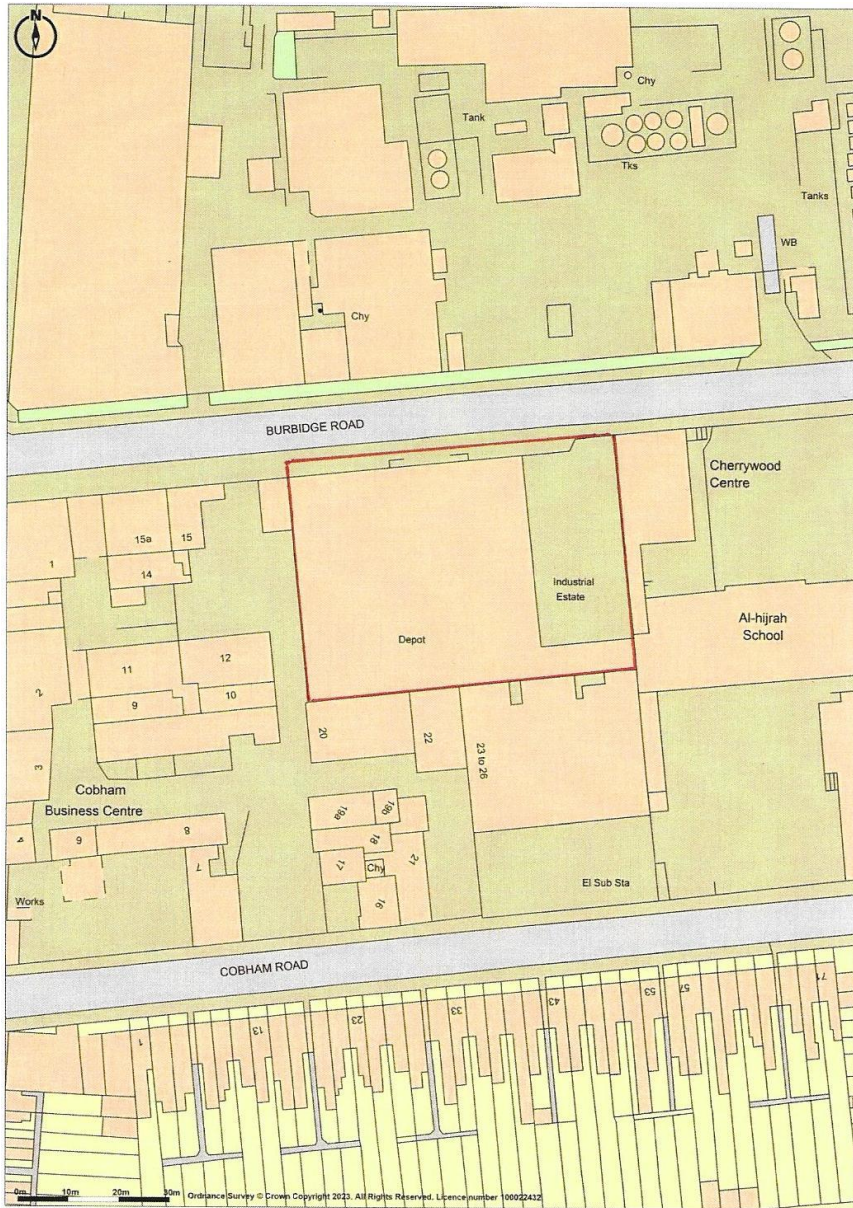 N
Chy
Tank
Tks
Tanks
WB
Chy
BURBIDGE ROAD
Cherrywood
Centre
15a
15
1
14
Industrial
Estate
Al-hijrah
School
Depot
11
12
2
9
10
20
22
23 to 26
3
Cobham
Business Centre
19a
19b
4
6
8
18
17
21
7
Chy
16
El Sub Sta
Works
COBHAM ROAD
1
13
23
33
43
53
57
71
0m 10m 20m 30m
Ordnance Survey © Crown Copyright 2023. All Rights Reserved. Licence number 100022432